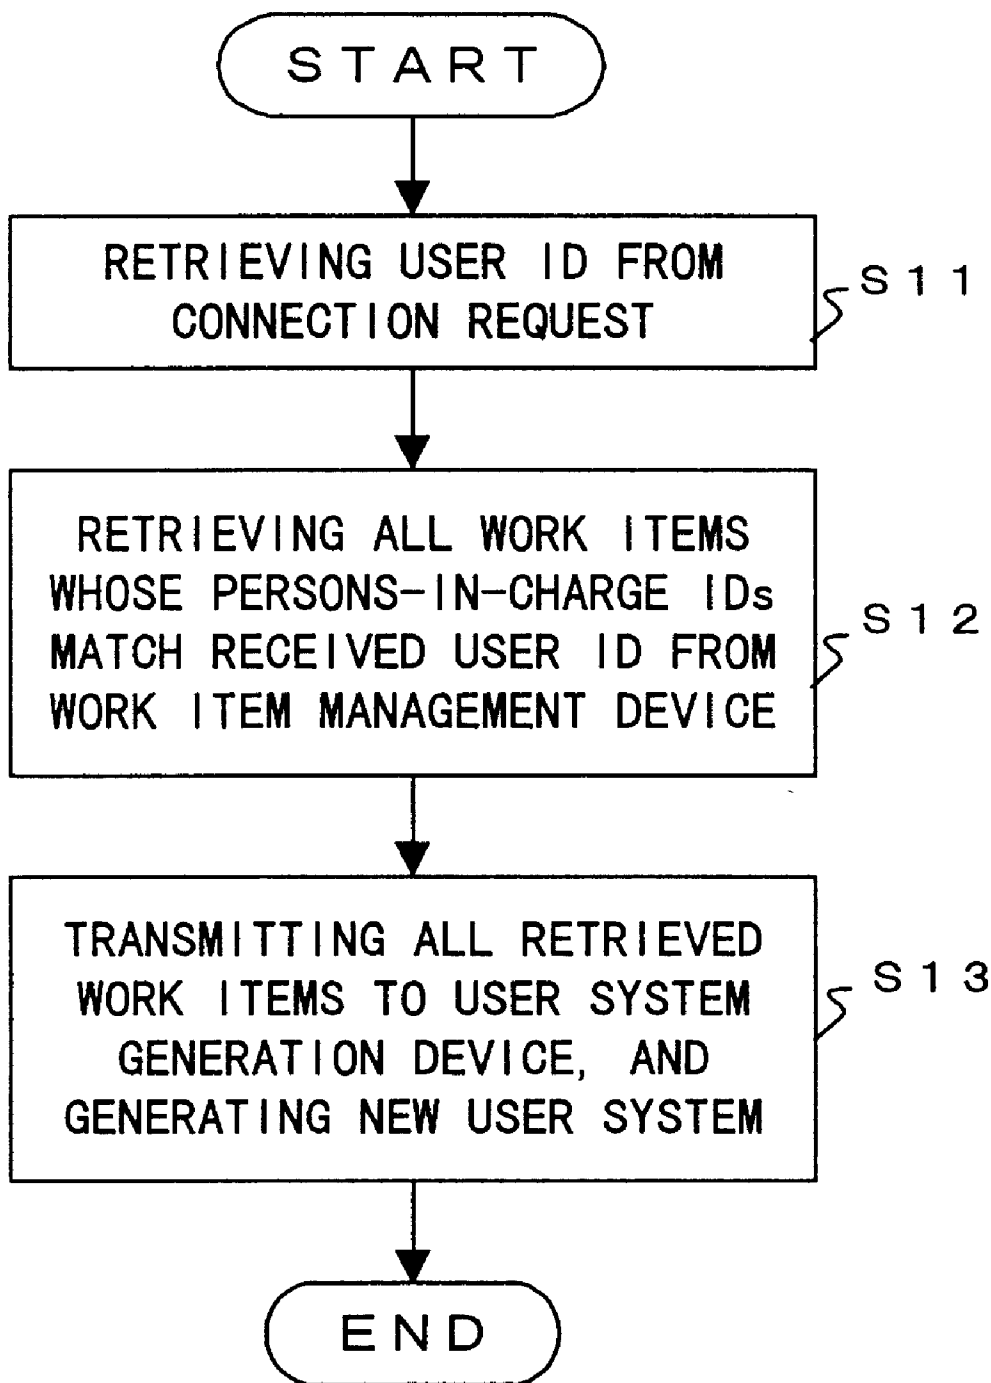 START
RETRIEVING USER ID FROM
CONNECTION REQUEST
S11
RETRIEVING ALL WORK ITEMS
WHOSE PERSONS-IN-CHARGE IDs
MATCH RECEIVED USER ID FROM
WORK ITEM MANAGEMENT DEVICE
S12
TRANSMITTING ALL RETRIEVED
WORK ITEMS TO USER SYSTEM
GENERATION DEVICE, AND
GENERATING NEW USER SYSTEM
S13
END